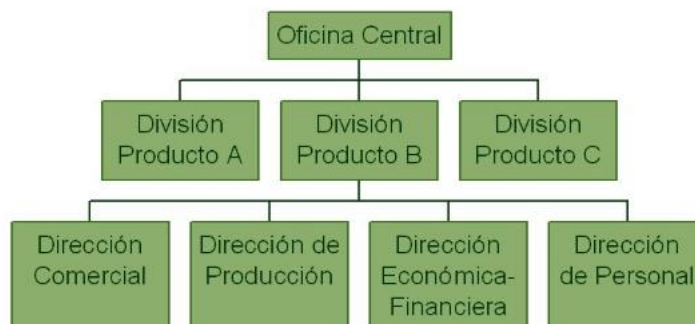 Oficina Central
División
Producto A
División
Producto B
División
Producto C
Dirección
Comercial
Dirección de
Producción
Dirección
Económica-
Financiera
Dirección
de Personal